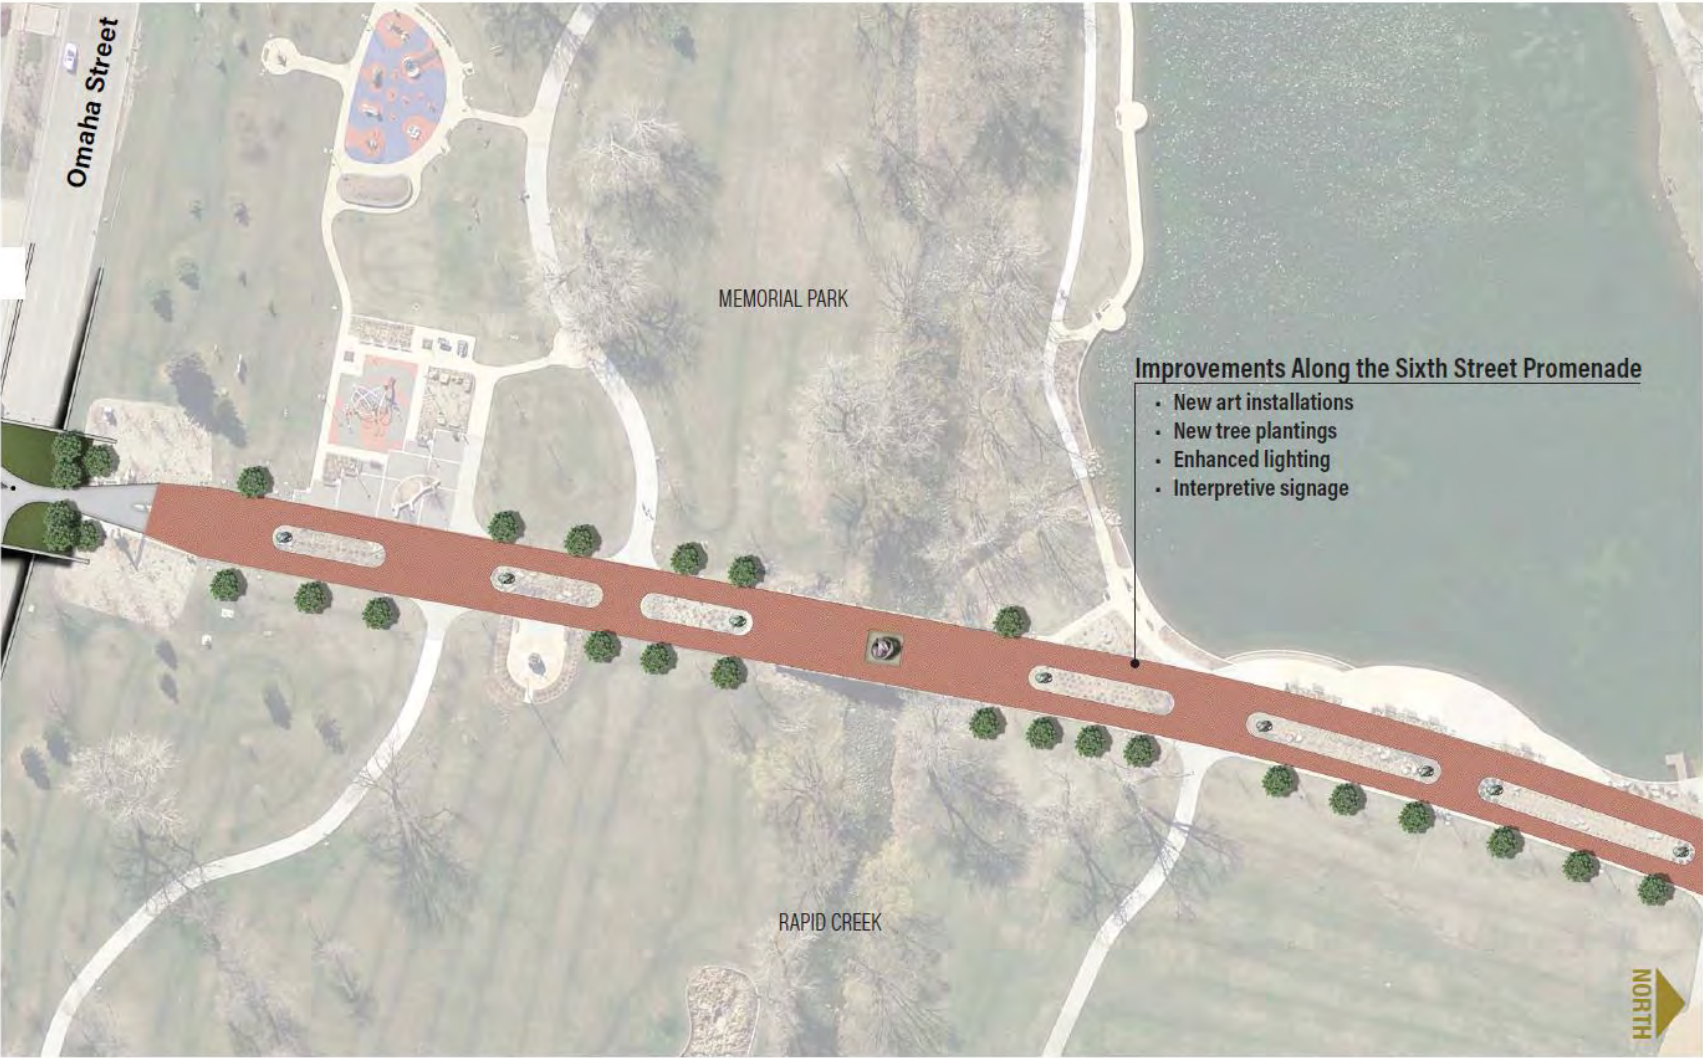 Omaha Street
MEMORIAL PARK
Improvements Along the Sixth Street Promenade
· New art installations
· New tree plantings
· Enhanced lighting
· Interpretive signage
RAPID CREEK
NORTH